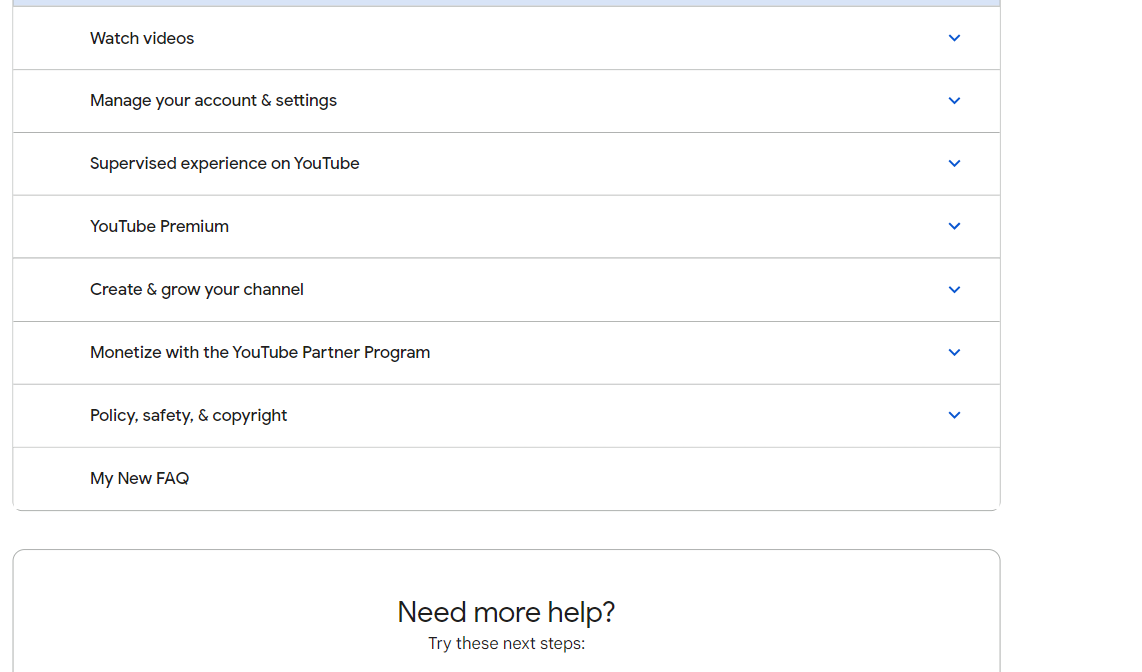 Watch videos
Manage your account & settings
Supervised experience on YouTube
YouTube Premium
Create & grow your channel
Monetize with the YouTube Partner Program
Policy, safety, & copyright
My New FAQ
Need more help?
Try these next steps: